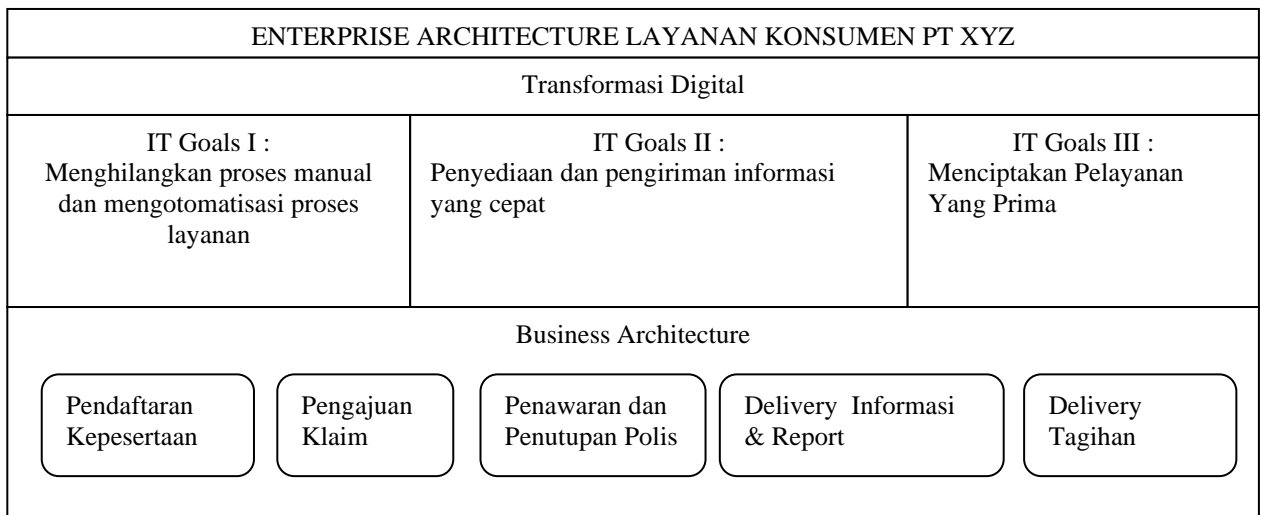 ENTERPRISE ARCHITECTURE LAYANAN KONSUMEN PT XYZ
Transformasi Digital
IT Goals I :
Menghilangkan proses manual
dan mengotomatisasi proses
layanan
IT Goals II :
Penyediaan dan pengiriman informasi
yang cepat
IT Goals III :
Menciptakan Pelayanan
Yang Prima
Business Architecture
Pendaftaran
Kepesertaan
Pengajuan
Klaim
Penawaran dan
Penutupan Polis
Delivery Informasi
& Report
Delivery
Tagihan